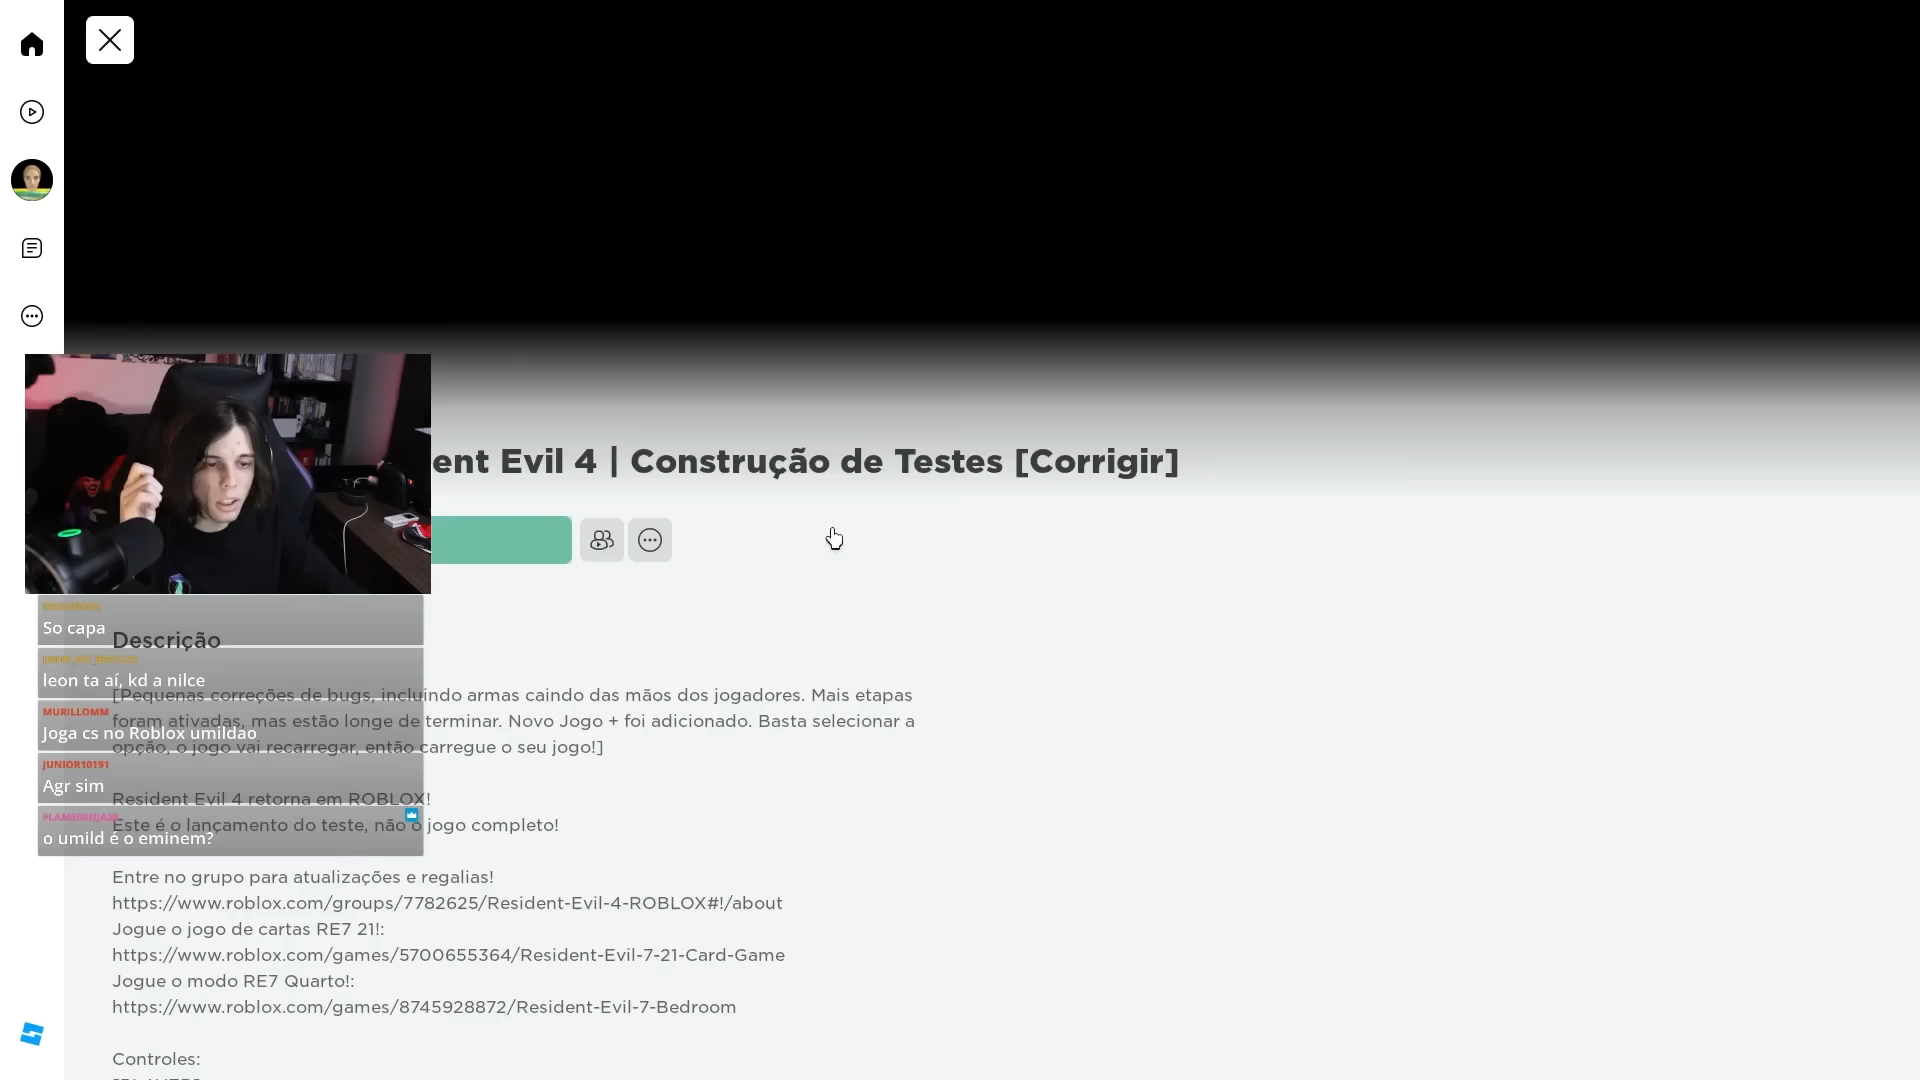 ent Evil 4 | Construção de Testes [Corrigir]
So capa
Descrição
leon ta aí, kd a nilce
[Pequenas correções de bugs, incluindo armas caindo das mãos dos jogadores. Mais etapas
MURILLOMM
foram ativadas, mas estão longe de terminar. Novo Jogo + foi adicionado. Basta selecionar a
Joga cs no Roblox umildao
opção, o jogo vai recarregar, então carregue o seu jogo!]
JUNIOR10191
Agr sim
Resident Evil 4 retorna em ROBLOX!
Este é o lançamento do teste, não o jogo completo!
o umild é o eminem?
Entre no grupo para atualizações e regalias!
https://www.roblox.com/groups/7782625/Resident-Evil-4-ROBLOX#!/about
Jogue o jogo de cartas RE7 21!:
https://www.roblox.com/games/5700655364/Resident-Evil-7-21-Card-Game
Jogue o modo RE7 Quarto!:
https://www.roblox.com/games/8745928872/Resident-Evil-7-Bedroom
Controles: